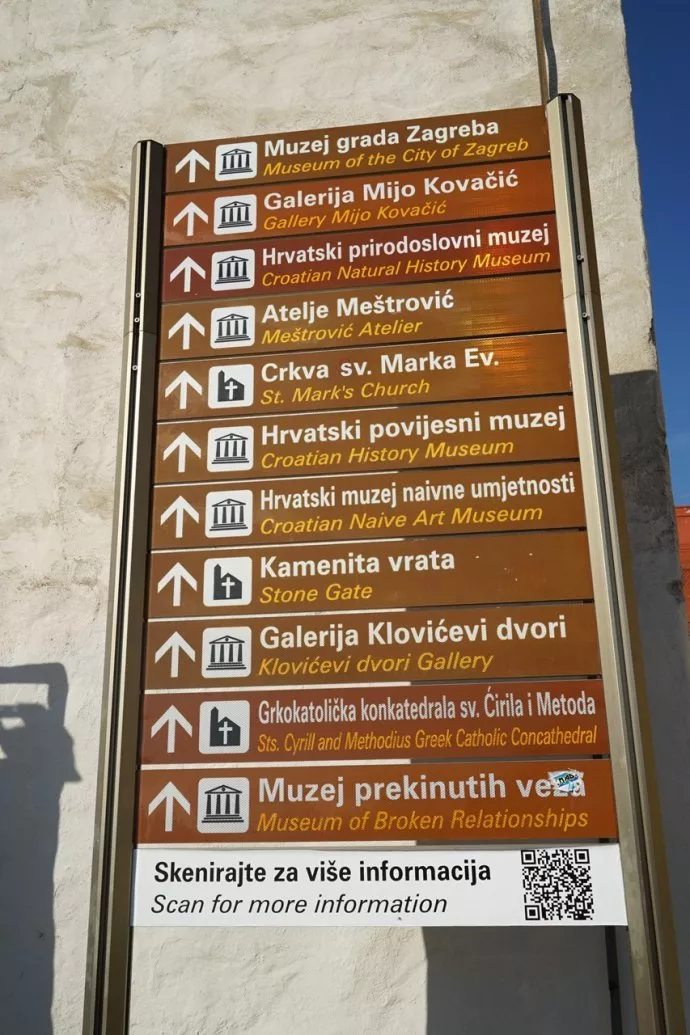 Muzej grada Zagreba
Museum of the City of Zagreb
Galerija Mijo Kovačić
Gallery Mijo Kovačić
Hrvatski prirodoslovni muzej
Croatian Natural History Museum
Atelje Meštrović
Meštrović Atelier
Crkva sv. Marka Ev.
St. Mark's Church
Hrvatski povijesni muzej
Croatian History Museum
Hrvatski muzej naivne umjetnosti
Croatian Naive Art Museum
Kamenita vrata
Stone Gate
Galerija Klovićevi dvori
Klovićevi dvori Gallery
Grkokatolička konkatedrala sv. Ćirila i Metoda
Sts. Cyrill and Methodius Greek Catholic Concathedral
Muzej prekinutih veza
Museum of Broken Relationships
Skenirajte za više informacija
Scan for more information